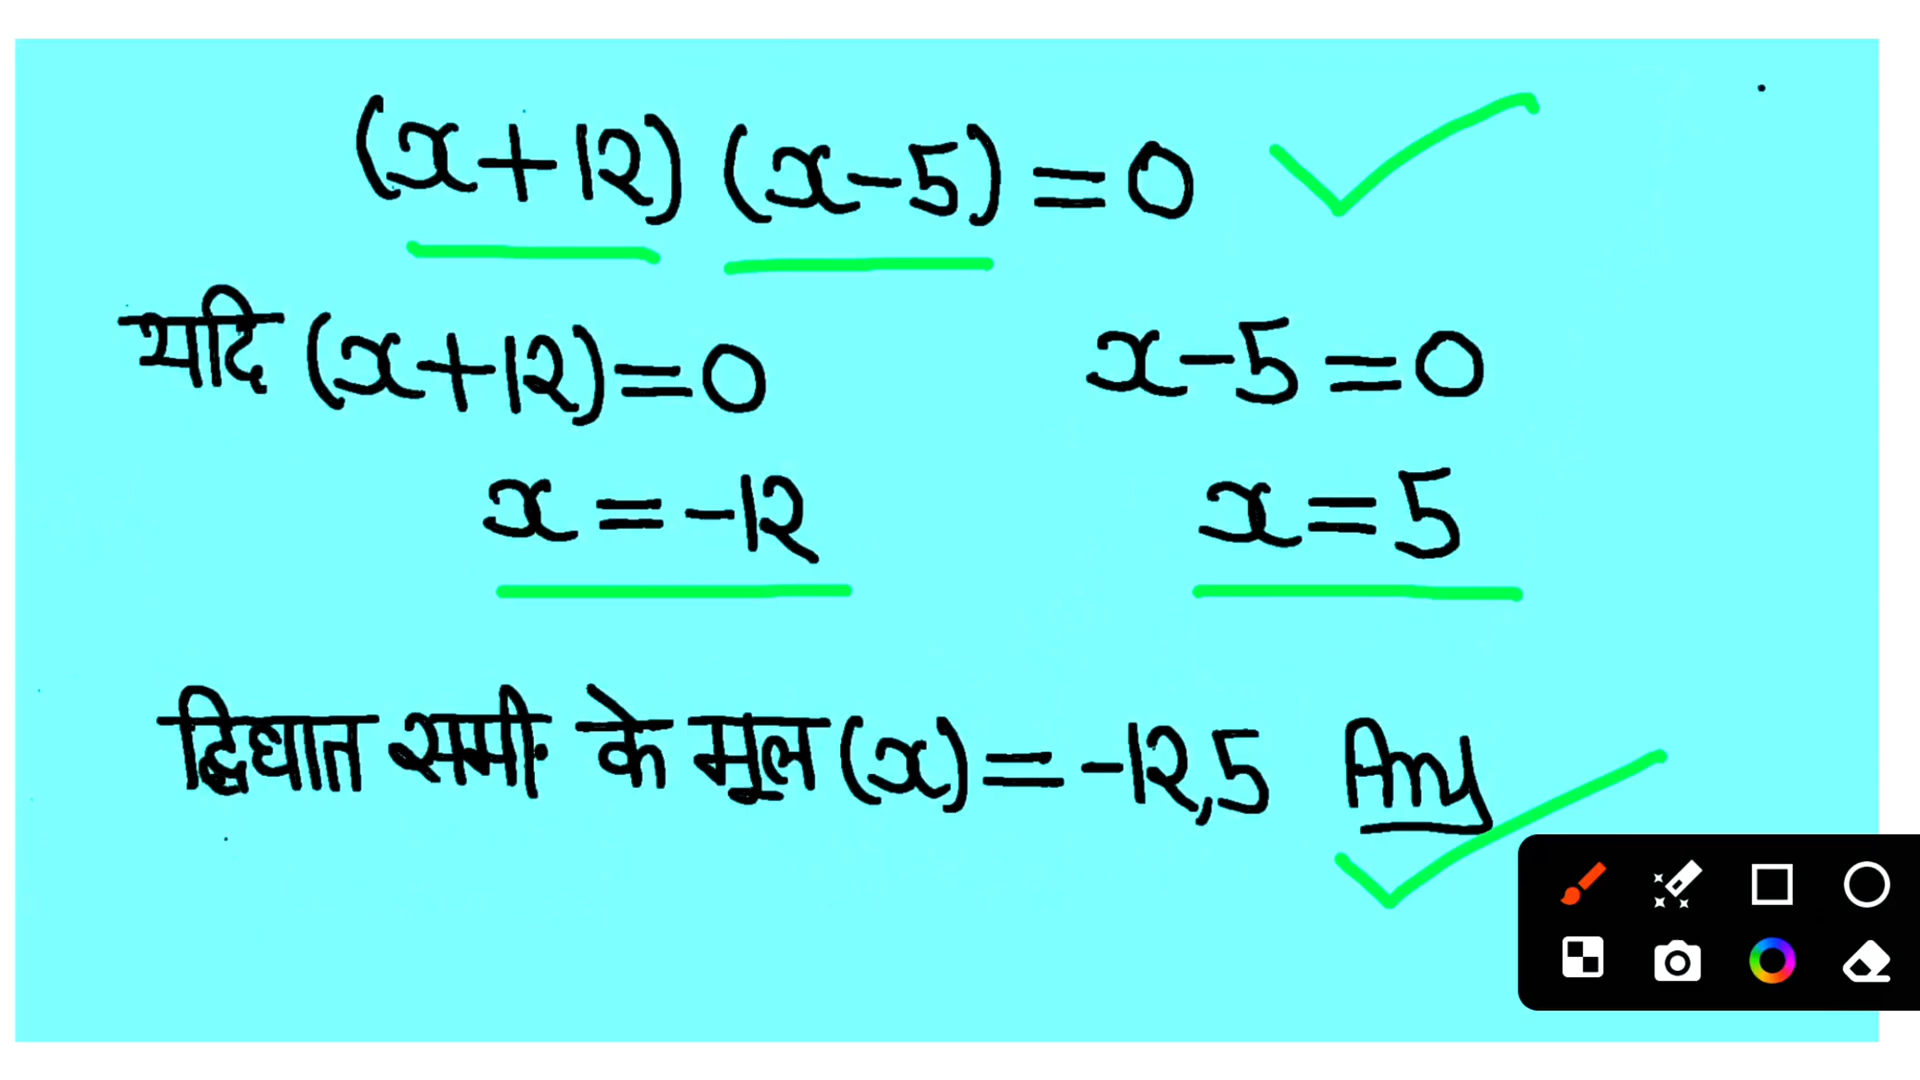 (x+12) (x-5) = 0
यदि (x+12) = 0 x-5 = 0
x = -12 x = 5
द्विघात समी॰ के मूल (x) = -12,5 Ans